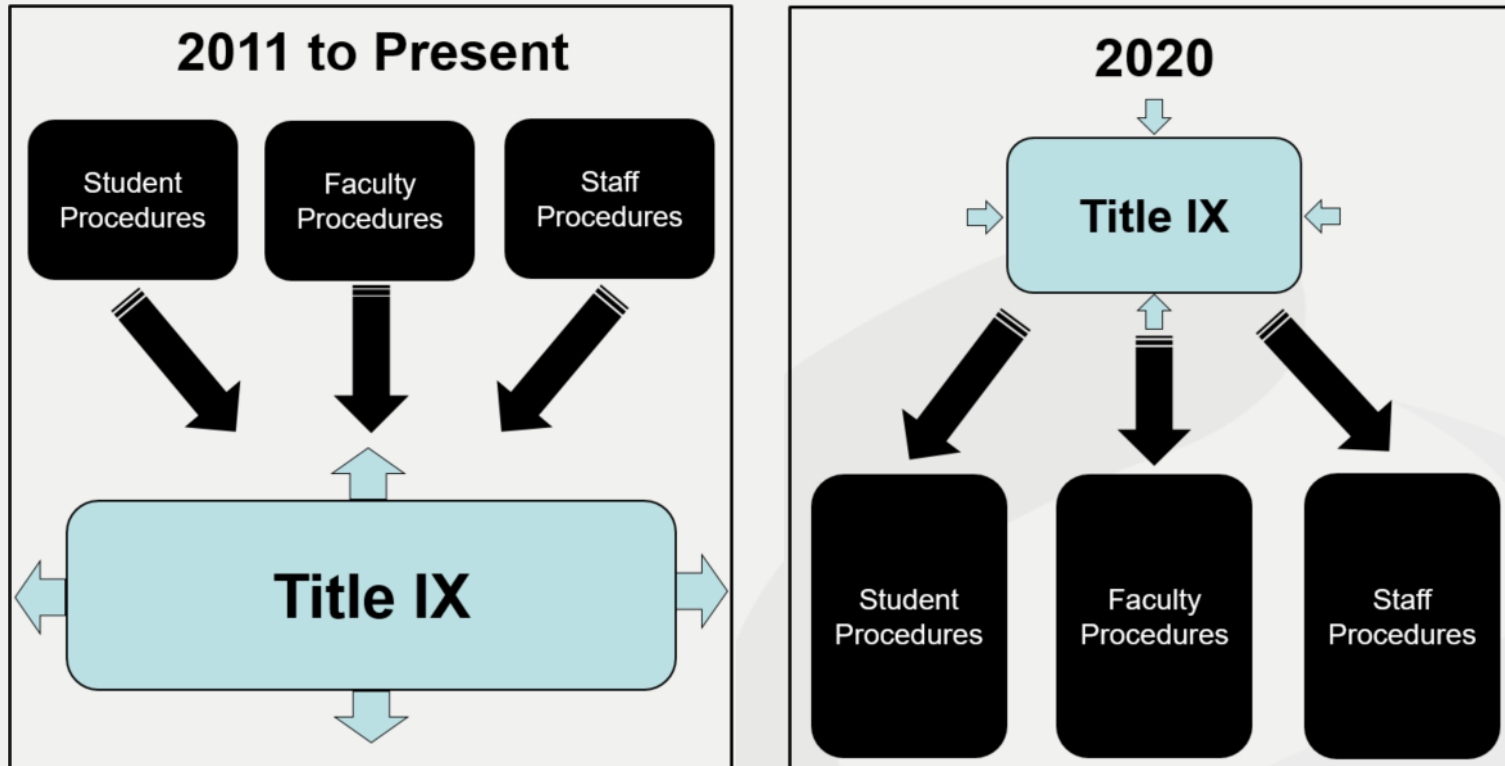 2011 to Present
Student
Procedures
Faculty
Procedures
Staff
Procedures
Title IX
2020
Title IX
Student
Procedures
Faculty
Procedures
Staff
Procedures